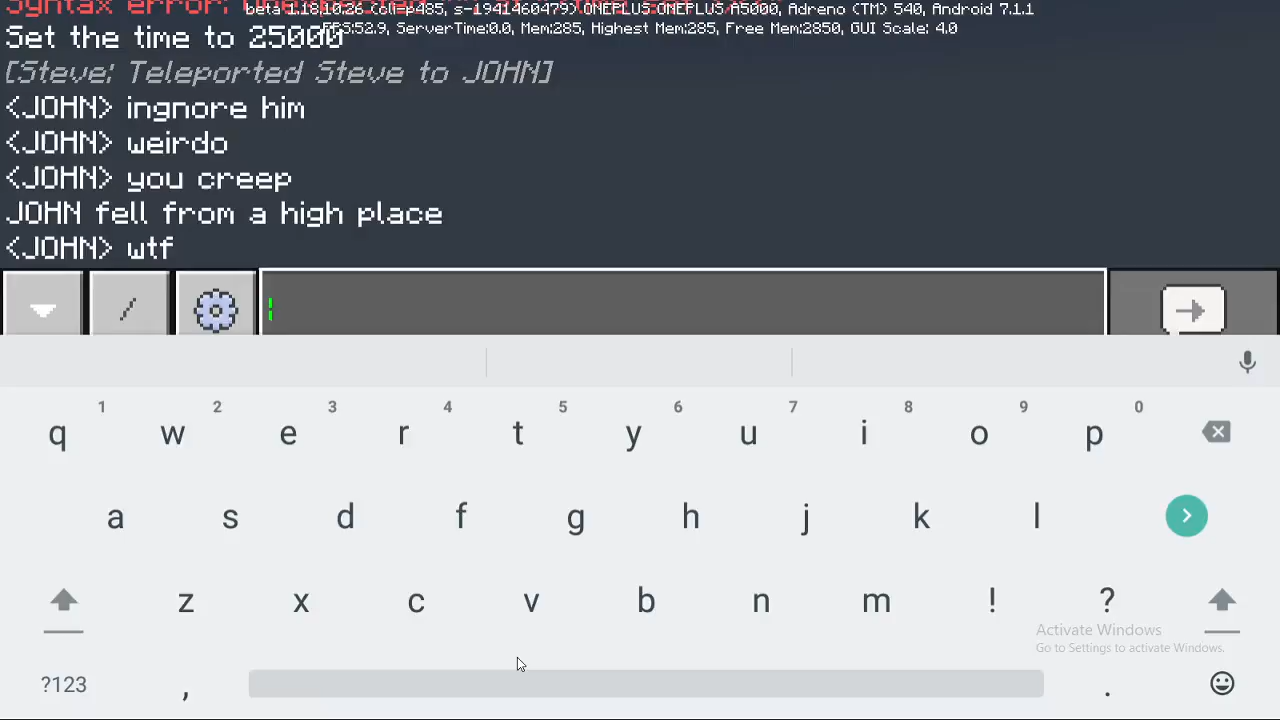 Syntax error:
beta 1.18.10.26 ONEPLUS ONEPLUS A5000, Adreno (TM) 540, Android 7.1.1
Set the time to 25000
FPS:52.9, ServerTime:0.0, Mem:285, Highest Mem:285, Free Mem:2850, GUI Scale: 4.0
[Steve: Teleported Steve to JOHN]
<JOHN> ingnore him
<JOHN> weirdo
<JOHN> you creep
JOHN fell from a high place
<JOHN> wtf
/
1 2 3 4 5 6 7 8 9 0
q w e r t y u i o p
a s d f g h j k l
z x c v b n m ! ?
Activate Windows
Go to Settings to activate Windows.
?123 , .